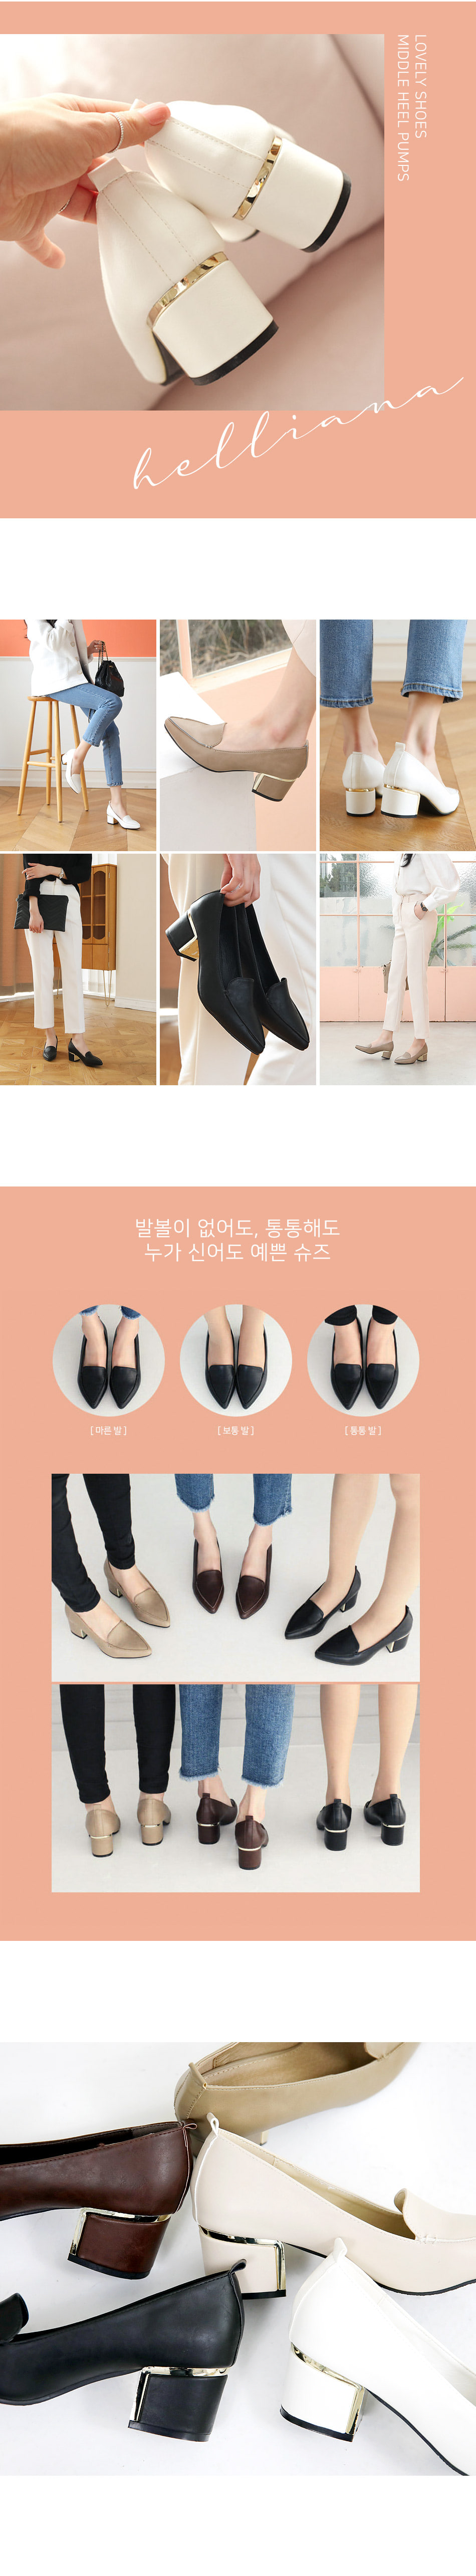 LOVELY SHOES
MIDDLE HEEL PUMPS
helliana
발볼이 없어도, 통통해도
누가 신어도 예쁜 슈즈
[ 마른 발 ]
[ 보통 발 ]
[ 통통 발 ]